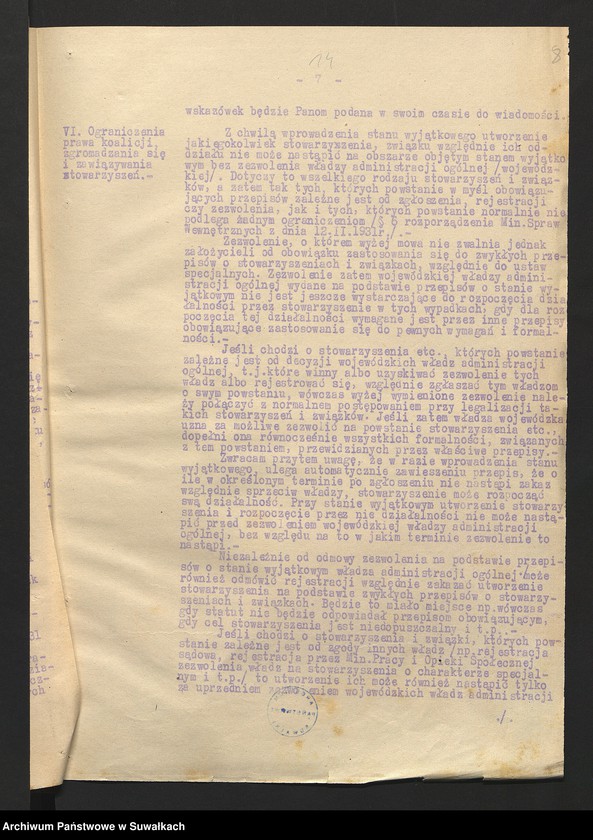 14
8
- 7 -
wskazówek będzie Panom podana w swoim czasie do wiadomości.
VI. Ograniczenia
prawa koalicji,
zgromadzania się
i zawiązywania
stowarzyszeń.-
Z chwilą wprowadzenia stanu wyjątkowego utworzenie
jakiegokolwiek stowarzyszenia, związku względnie ich od-
działu nie może nastąpić na obszarze objętym stanem wyjątko
wym bez zezwolenia władzy administracji ogólnej /wojewódz-
kiej/. Dotyczy to wszelkiego rodzaju stowarzyszeń i związ-
ków, a zatem tak tych, których powstanie w myśl obowiązu-
jących przepisów zależne jest od zgłoszenia, rejestracji
czy zezwolenia, jak i tych, których powstanie normalnie nie
podlega żadnym ograniczeniom /§ rozporządzenia Min.Spraw
Wewnętrznych z dnia 12.II.1931r./.-
Zezwolenie, o którem wyżej mowa nie zwalnia jednak
założycieli od obowiązku zastosowania się do zwykłych prze-
pisów o stowarzyszeniach i związkach, względnie do ustaw
specjalnych. Zezwolenie zatem wojewódzkiej władzy admini-
stracji ogólnej wydane na podstawie przepisów o stanie wy-
jątkowym nie jest jeszcze wystarczające do rozpoczęcia dzia
łalności przez stowarzyszenie w tych wypadkach, gdy dla roz
poczęcia tej działalności wymagane jest przez inne przepisy
obowiązujące zastosowanie się do pewnych wymagań i formal-
ności.-
Jeśli chodzi o stowarzyszenia etc., których powstanie
zależne jest od decyzji wojewódzkich władz administracji
ogólnej, t.j.które winny albo uzyskiwać zezwolenie tych
władz albo rejestrować się, względnie zgłaszać tym władzom
o swym powstaniu, wówczas wyżej wymienione zezwolenie nale-
ży połączyć z normalnem postępowaniem przy legalizacji ta-
kich stowarzyszeń i związków. Jeśli zatem władza wojewódzka
uzna za możliwe zezwolić na powstanie stowarzyszenia etc.,
dopełni ona równocześnie wszystkich formalności, związanych
z tem powstaniem, przewidzianych przez właściwe przepisy.-
Zwracam przytem uwagę, że w razie wprowadzenia stanu
wyjątkowego, ulega automatycznie zawieszeniu przepis, że o
ile w określonym terminie po zgłoszeniu nie nastąpi zakaz
względnie sprzeciw władzy, stowarzyszenie może rozpocząć
swą działalność. Przy stanie wyjątkowym utworzenie stowarzy-
szenia i rozpoczęcie przez nie działalności nie może nastą-
pić przed zezwoleniem wojewódzkiej władzy administracji
ogólnej, bez względu na to w jakim terminie zezwolenie to
nastąpi.-
Niezależnie od odmowy zezwolenia na podstawie przepi-
sów o stanie wyjątkowym władza administracji ogólnej może
również odmówić rejestracji względnie zakazać utworzenie
stowarzyszenia na podstawie zwykłych przepisów o stowarzy-
szeniach i związkach. Będzie to miało miejsce np.wówczas
gdy statut nie będzie odpowiadał przepisom obowiązującym,
gdy cel stowarzyszenia jest niedopuszczalny i t.p..-
Jeśli chodzi o stowarzyszenia i związki, których pow-
stanie zależne jest od zgody innych władz /np.rejestracja
sądowa, rejestracja przez Min.Pracy i Opieki Społecznej
zezwolenia władz na stowarzyszenia o charakterze specjal-
nym i t.p./ to utworzenie ich może również nastąpić tylko
za uprzedniem zezwoleniem wojewódzkich władz administracji
./.
Archiwum Państwowe w Suwałkach